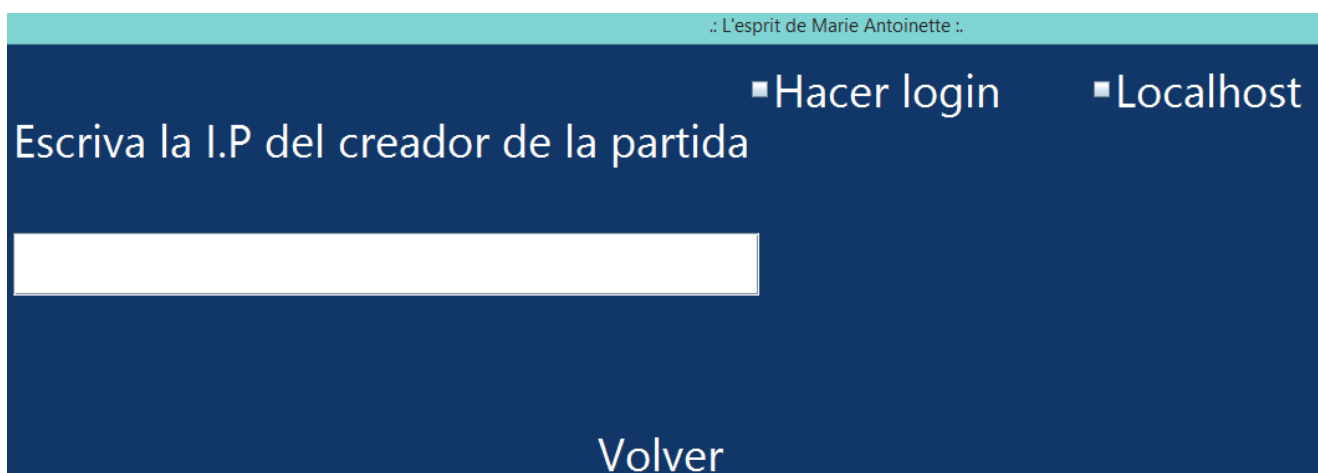 .: L'esprit de Marie Antoinette :.
Hacer login
Localhost
Escriva la I.P del creador de la partida
Volver